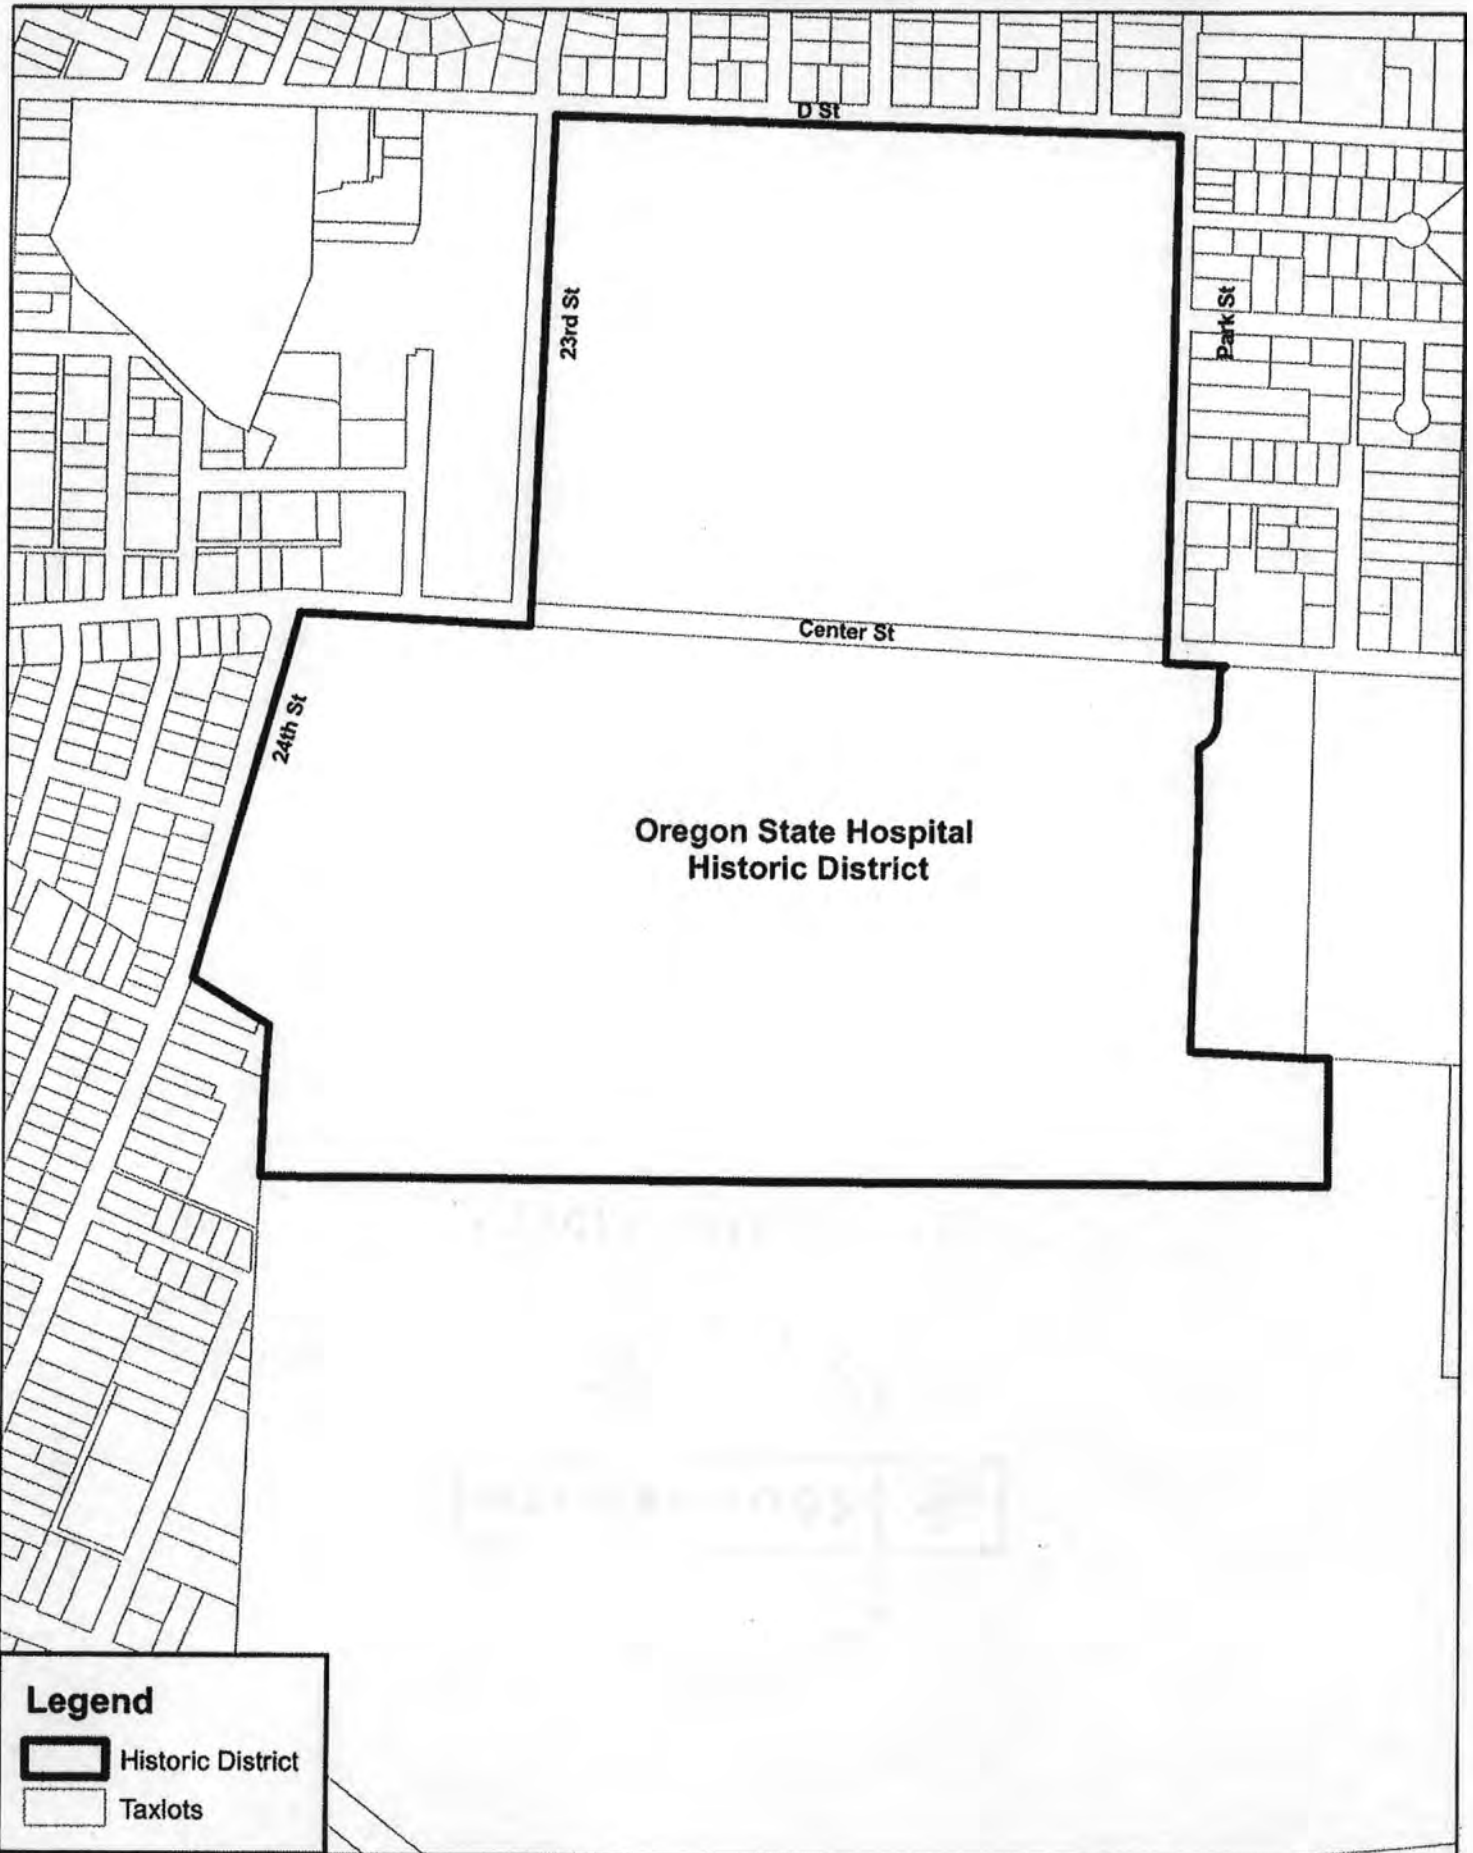 D St
23rd St
Park St
Center St
24th St
Oregon State Hospital
Historic District
Legend
Historic District
Taxlots